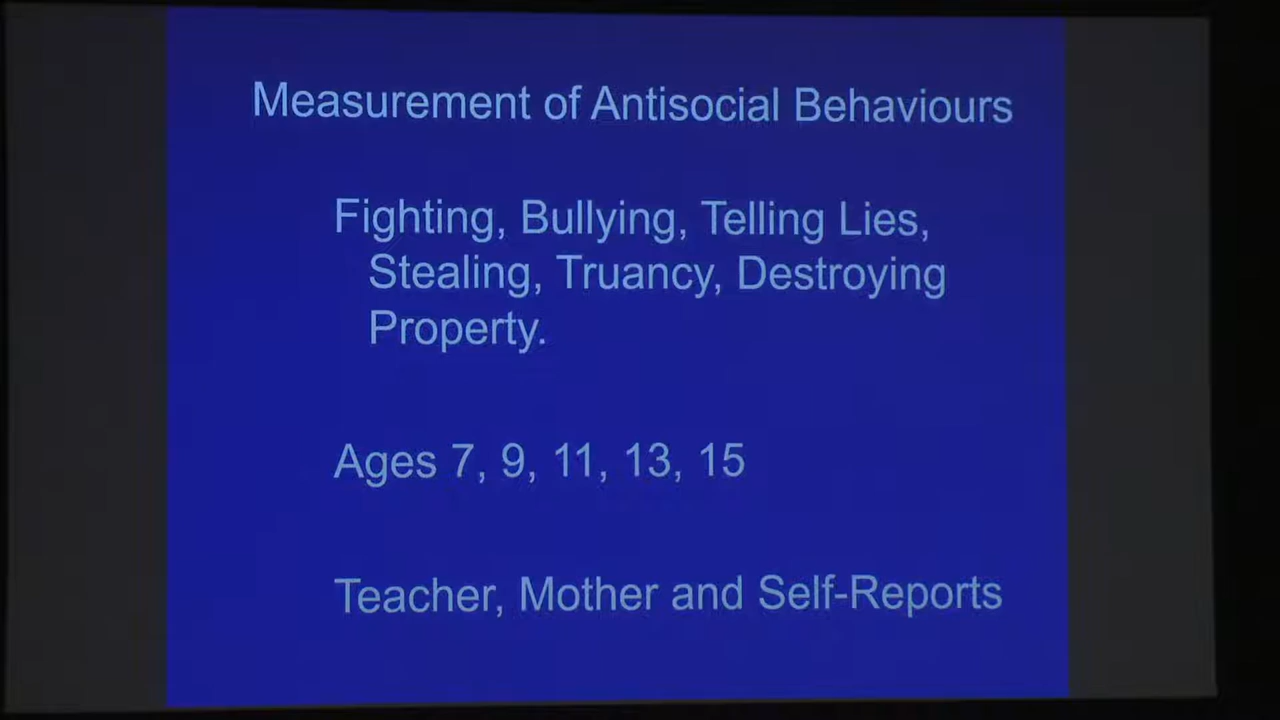 Measurement of Antisocial Behaviours
Fighting, Bullying, Telling Lies,
Stealing, Truancy, Destroying
Property.
Ages 7, 9, 11, 13, 15
Teacher, Mother and Self-Reports